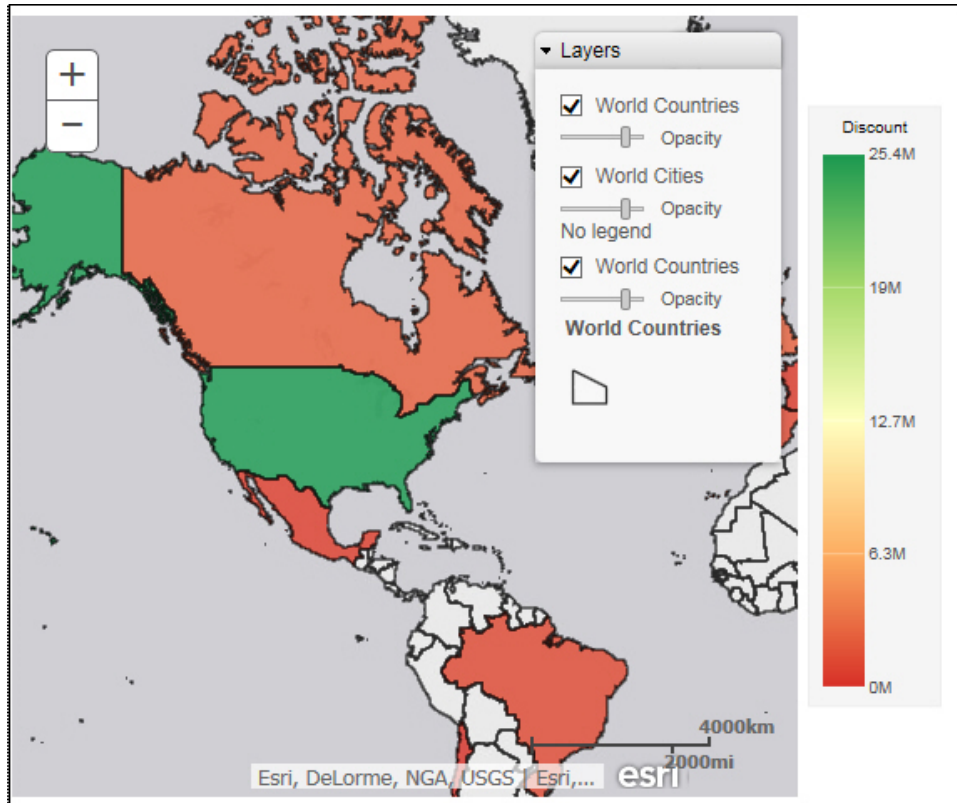 +
−
Layers
World Countries
Opacity
World Cities
Opacity
No legend
World Countries
Opacity
World Countries
Discount
25.4M
19M
12.7M
6.3M
0M
4000km
2000mi
Esri, DeLorme, NGA, USGS | Esri,...
esri